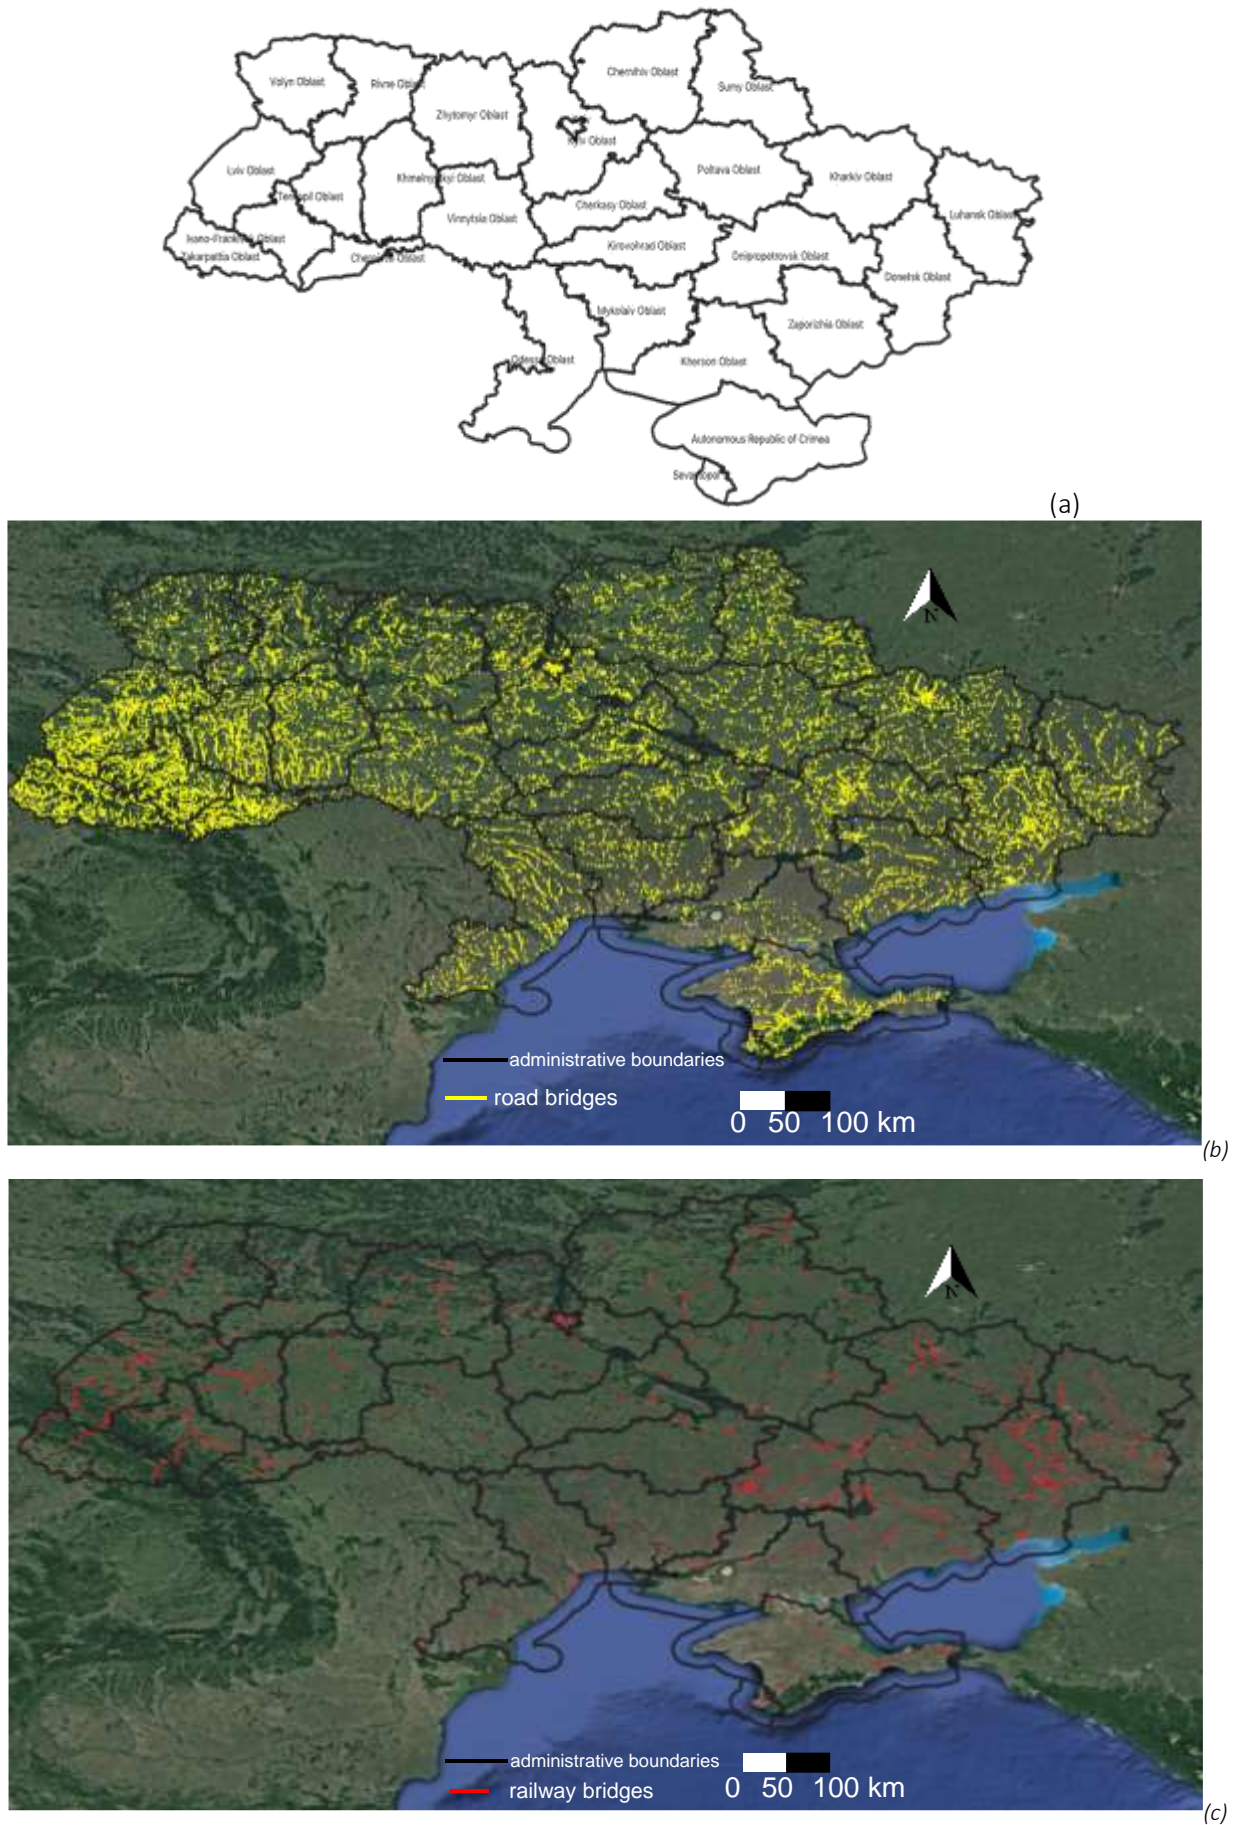 Chernihiv Oblast
Volyn Oblast
Rivne Oblast
Sumy Oblast
Zhytomyr Oblast
Kyiv Oblast
Lviv Oblast
Poltava Oblast
Kharkiv Oblast
Khmelnytskyi Oblast
Ternopil Oblast
Cherkasy Oblast
Vinnytsia Oblast
Luhansk Oblast
Ivano-Frankivsk Oblast
Kirovohrad Oblast
Zakarpattia Oblast
Chernivtsi Oblast
Dnipropetrovsk Oblast
Donetsk Oblast
Mykolaiv Oblast
Zaporizhia Oblast
Odessa Oblast
Kherson Oblast
Autonomous Republic of Crimea
Sevastopol
(a)
N
administrative boundaries
road bridges
0 50 100 km
(b)
N
administrative boundaries
railway bridges
0 50 100 km
(c)